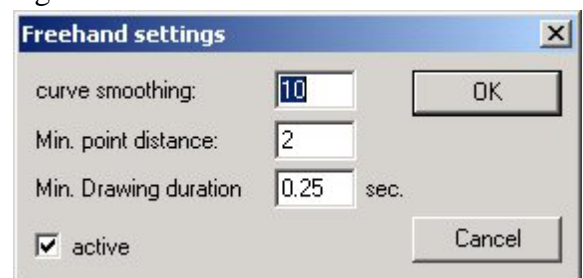 Freehand settings
curve smoothing: 10 OK
Min. point distance: 2
Min. Drawing duration 0.25 sec.
active Cancel